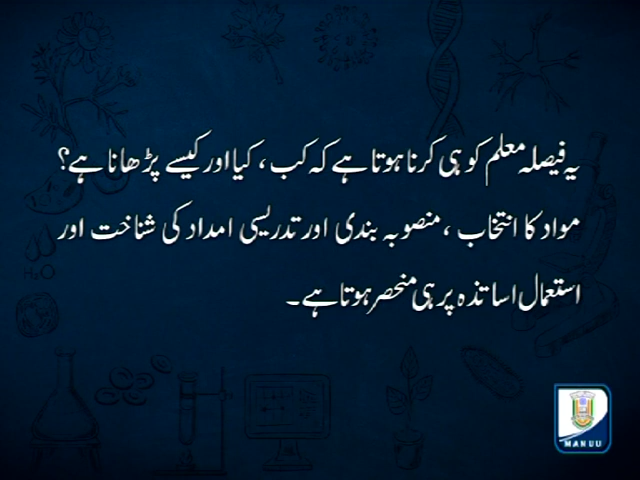 یہ فیصلہ معلم کو ہی کرنا ہوتا ہے کہ کب ، کیا اور کیسے پڑھانا ہے؟
مواد کا انتخاب ، منصوبہ بندی اور تدریسی امداد کی شناخت اور
استعمال اساتذہ پر ہی منحصر ہوتا ہے۔
H₂O
MANUU